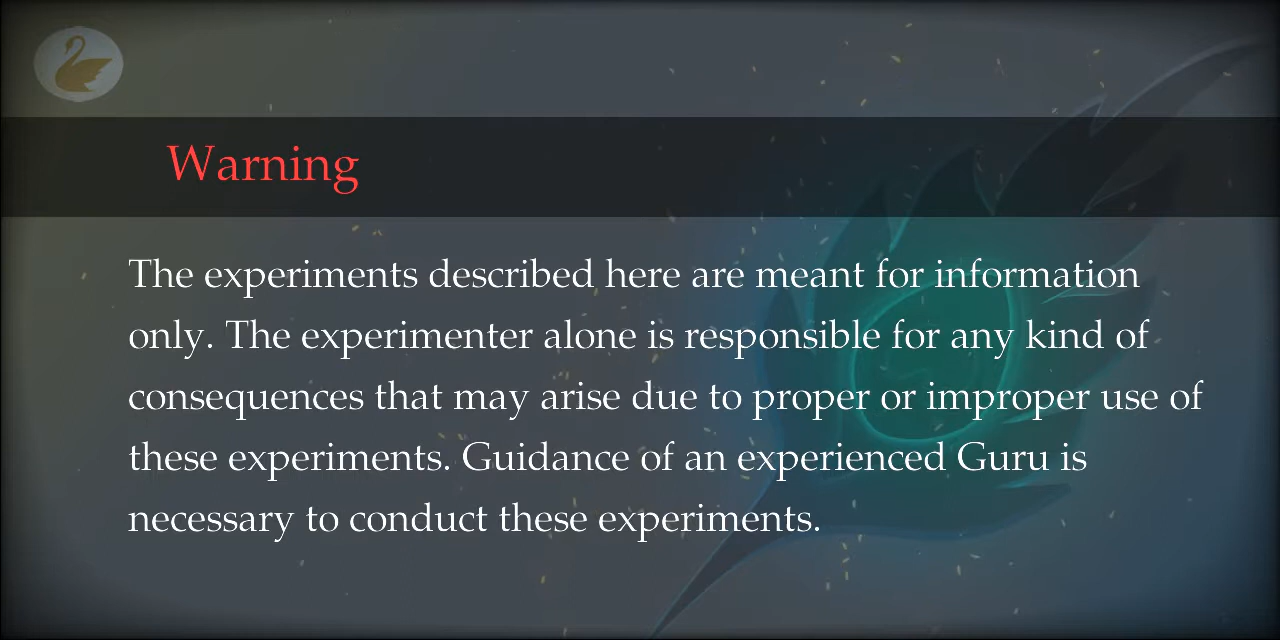 Warning
The experiments described here are meant for information
only. The experimenter alone is responsible for any kind of
consequences that may arise due to proper or improper use of
these experiments. Guidance of an experienced Guru is
necessary to conduct these experiments.